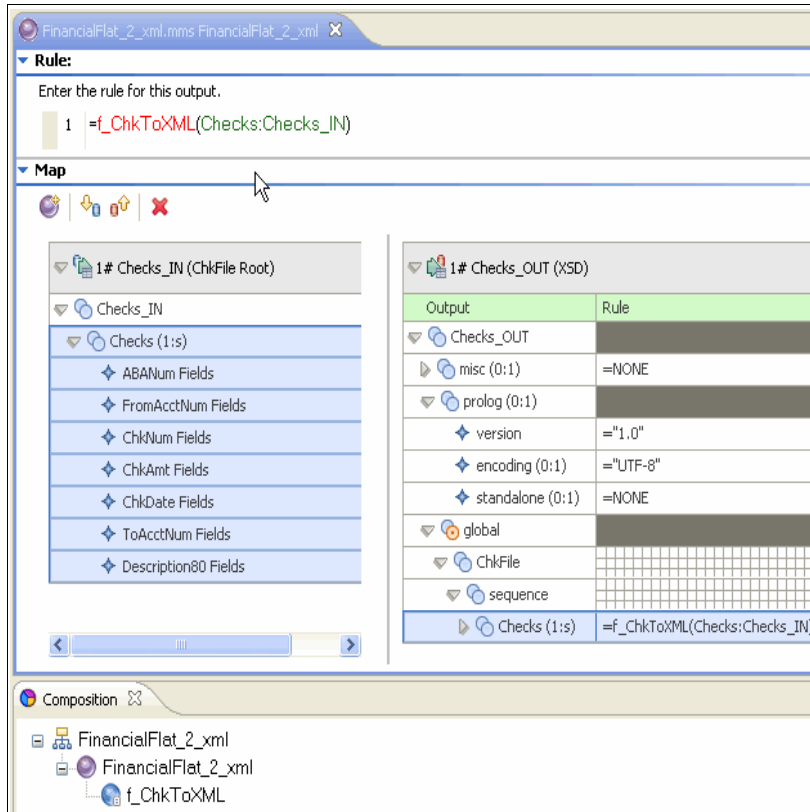 FinancialFlat_2_xml.mms FinancialFlat_2_xml
Rule:
Enter the rule for this output.
1 =f_ChkToXML(Checks:Checks_IN)
Map
1# Checks_IN (ChkFile Root)
Checks_IN
Checks (1:s)
ABANum Fields
FromAcctNum Fields
ChkNum Fields
ChkAmt Fields
ChkDate Fields
ToAcctNum Fields
Description80 Fields
1# Checks_OUT (XSD)
Output Rule
Checks_OUT
misc (0:1) =NONE
prolog (0:1)
version ="1.0"
encoding (0:1) ="UTF-8"
standalone (0:1) =NONE
global
ChkFile
sequence
Checks (1:s) =f_ChkToXML(Checks:Checks_IN)
Composition
FinancialFlat_2_xml
FinancialFlat_2_xml
f_ChkToXML